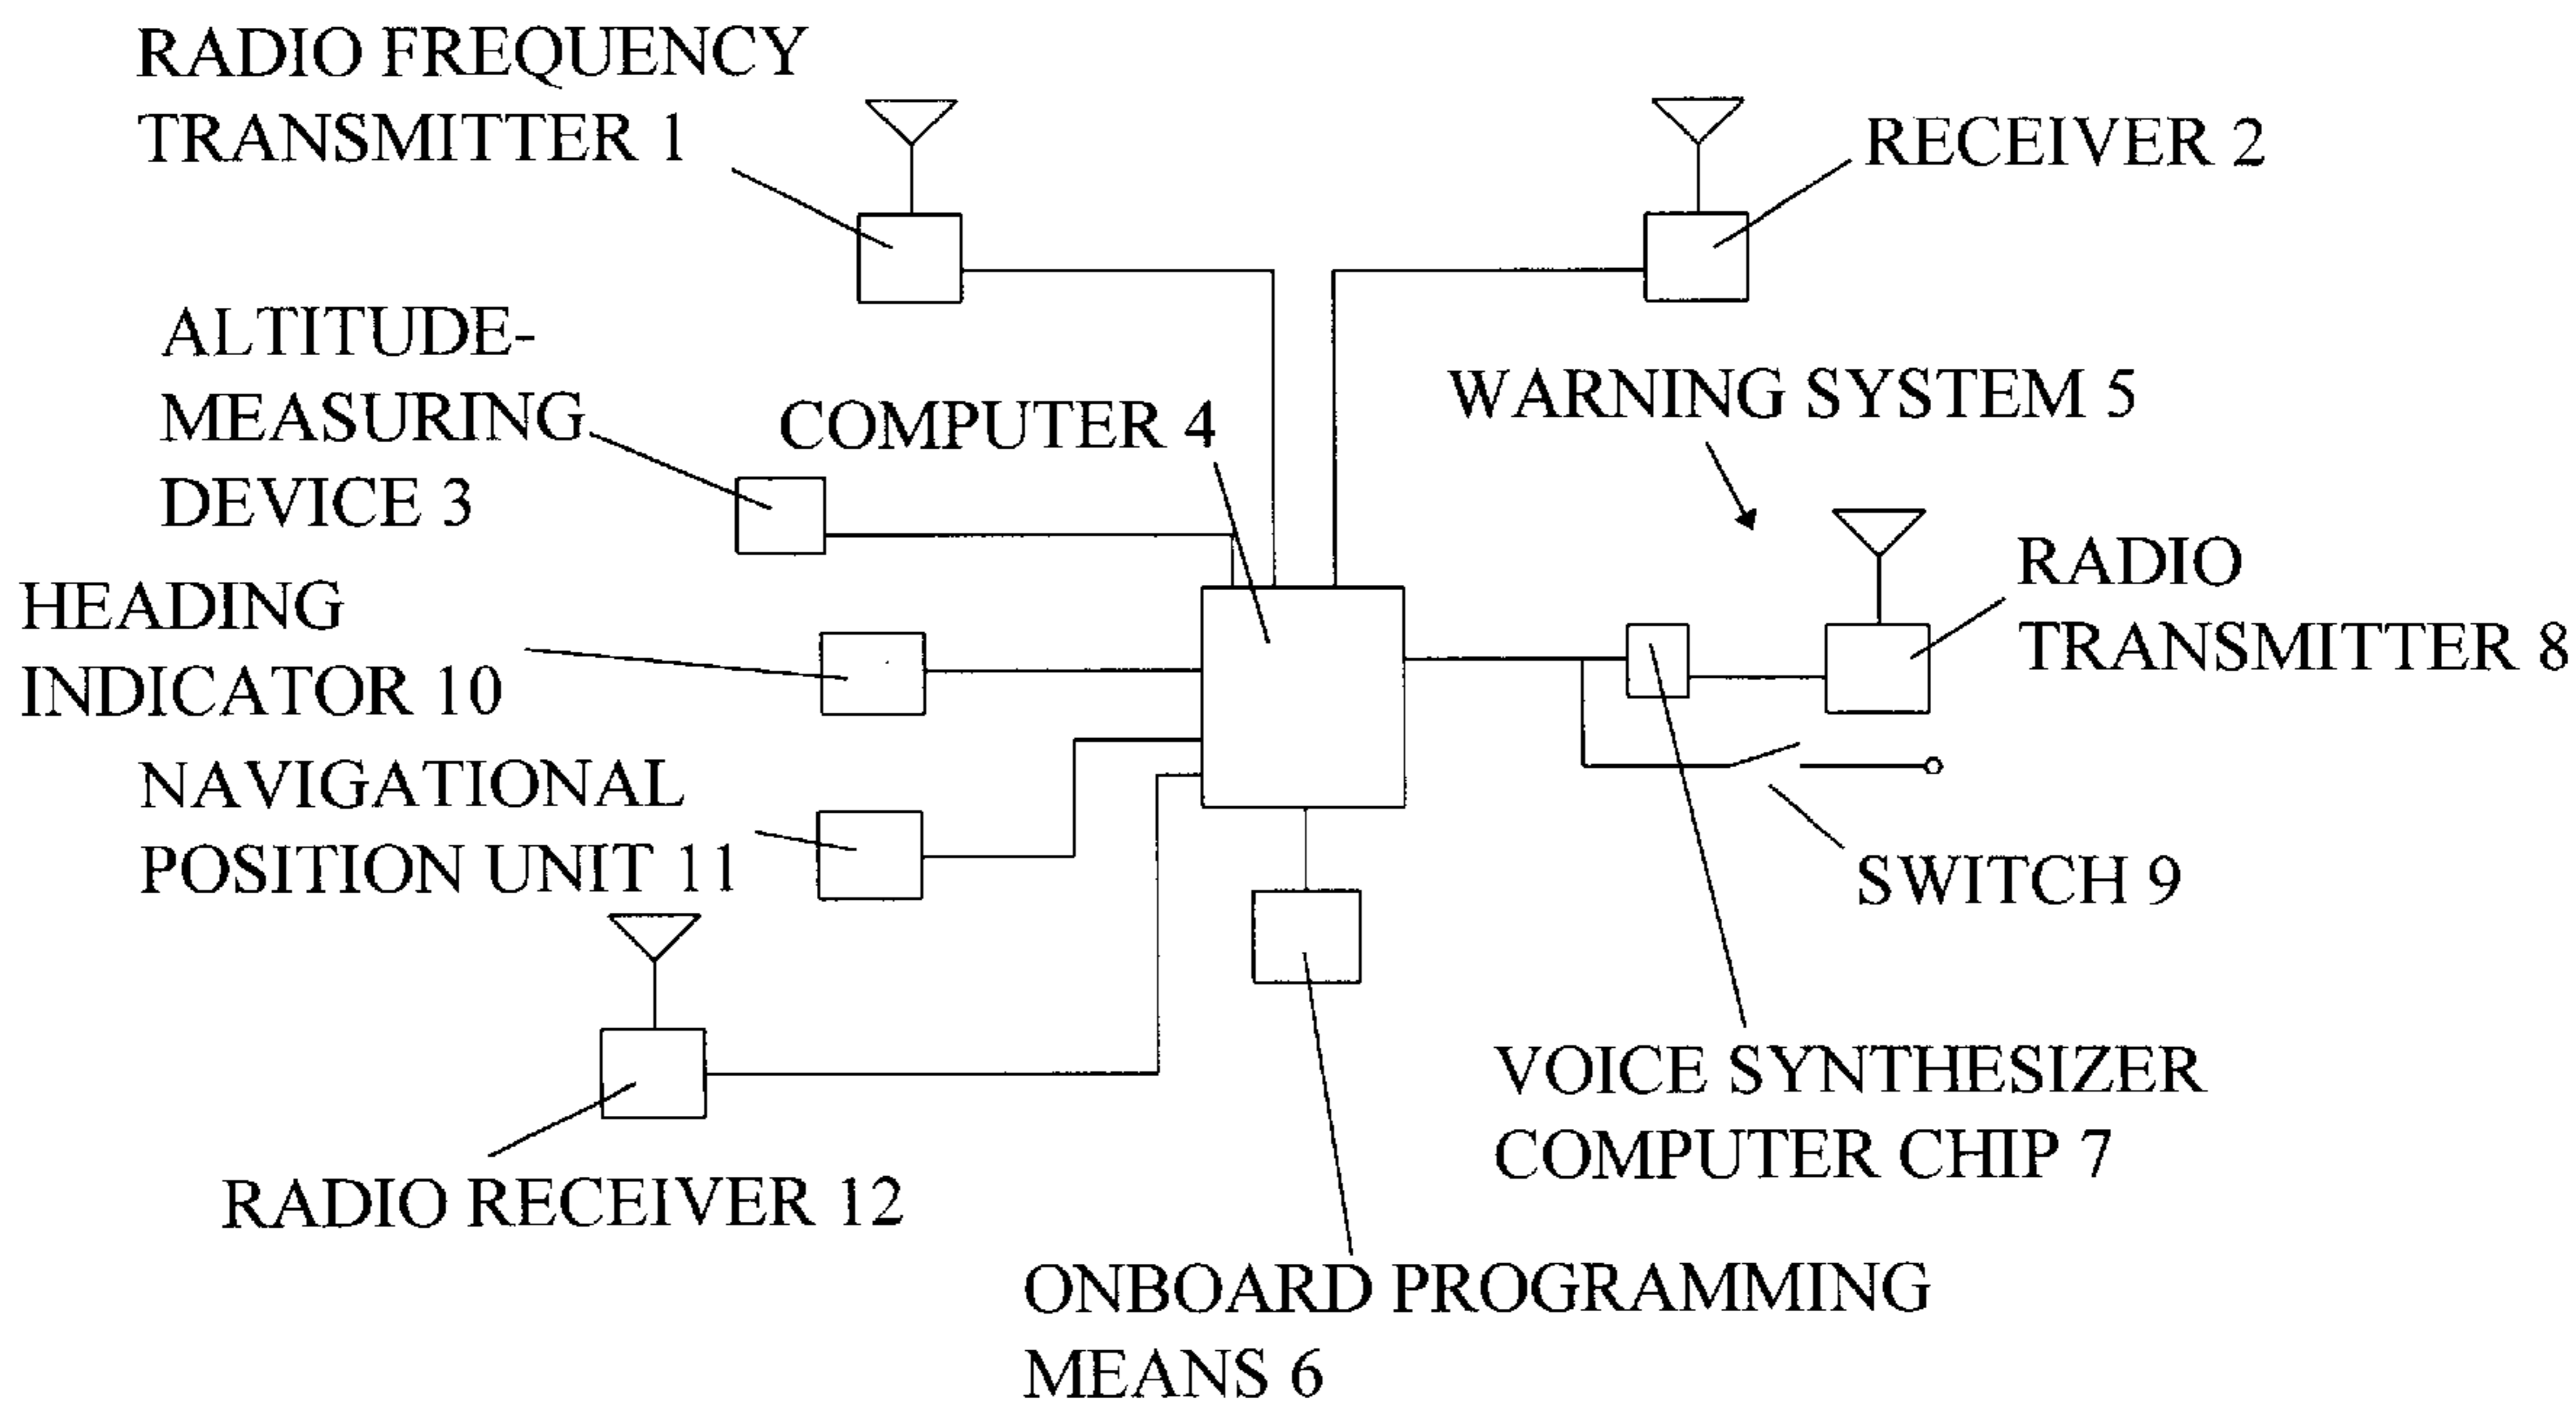 RADIO FREQUENCY
TRANSMITTER 1
RECEIVER 2
ALTITUDE-
MEASURING
DEVICE 3
COMPUTER 4
WARNING SYSTEM 5
RADIO
TRANSMITTER 8
HEADING
INDICATOR 10
NAVIGATIONAL
POSITION UNIT 11
SWITCH 9
VOICE SYNTHESIZER
COMPUTER CHIP 7
RADIO RECEIVER 12
ONBOARD PROGRAMMING
MEANS 6